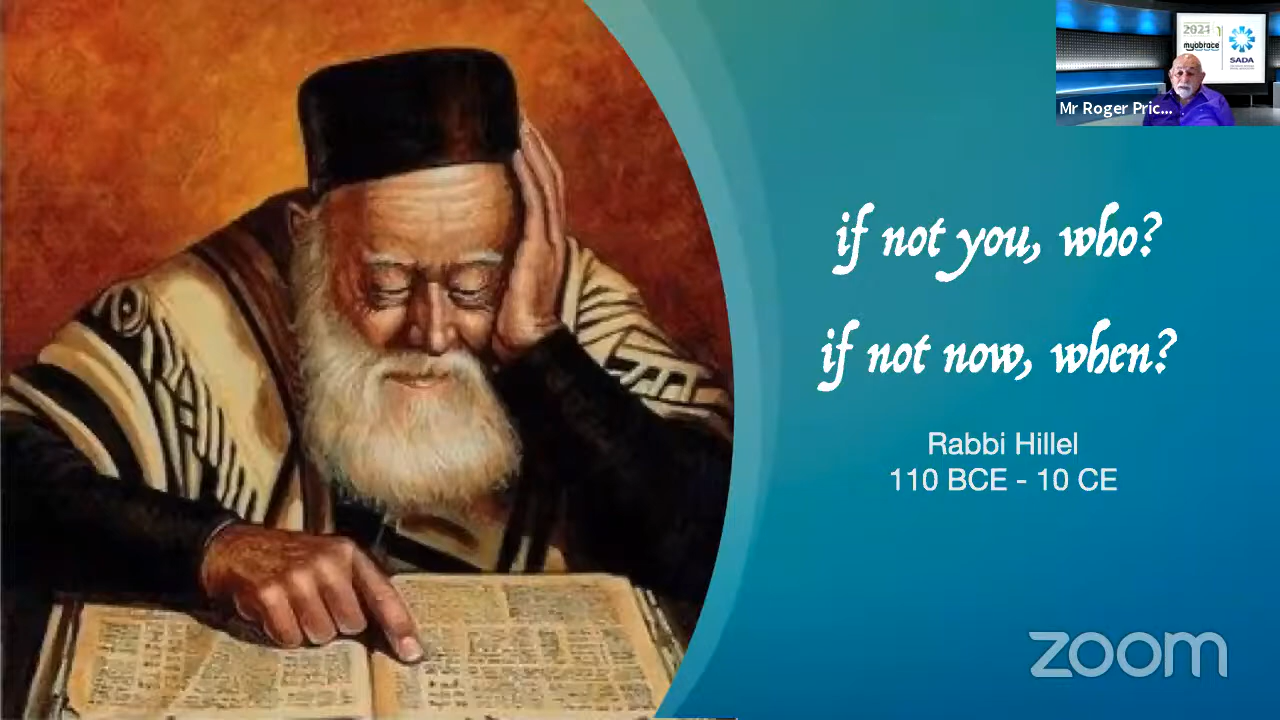 2021
myobrace
SADA
Mr Roger Pric...
if not you, who?
if not now, when?
Rabbi Hillel
110 BCE - 10 CE
zoom